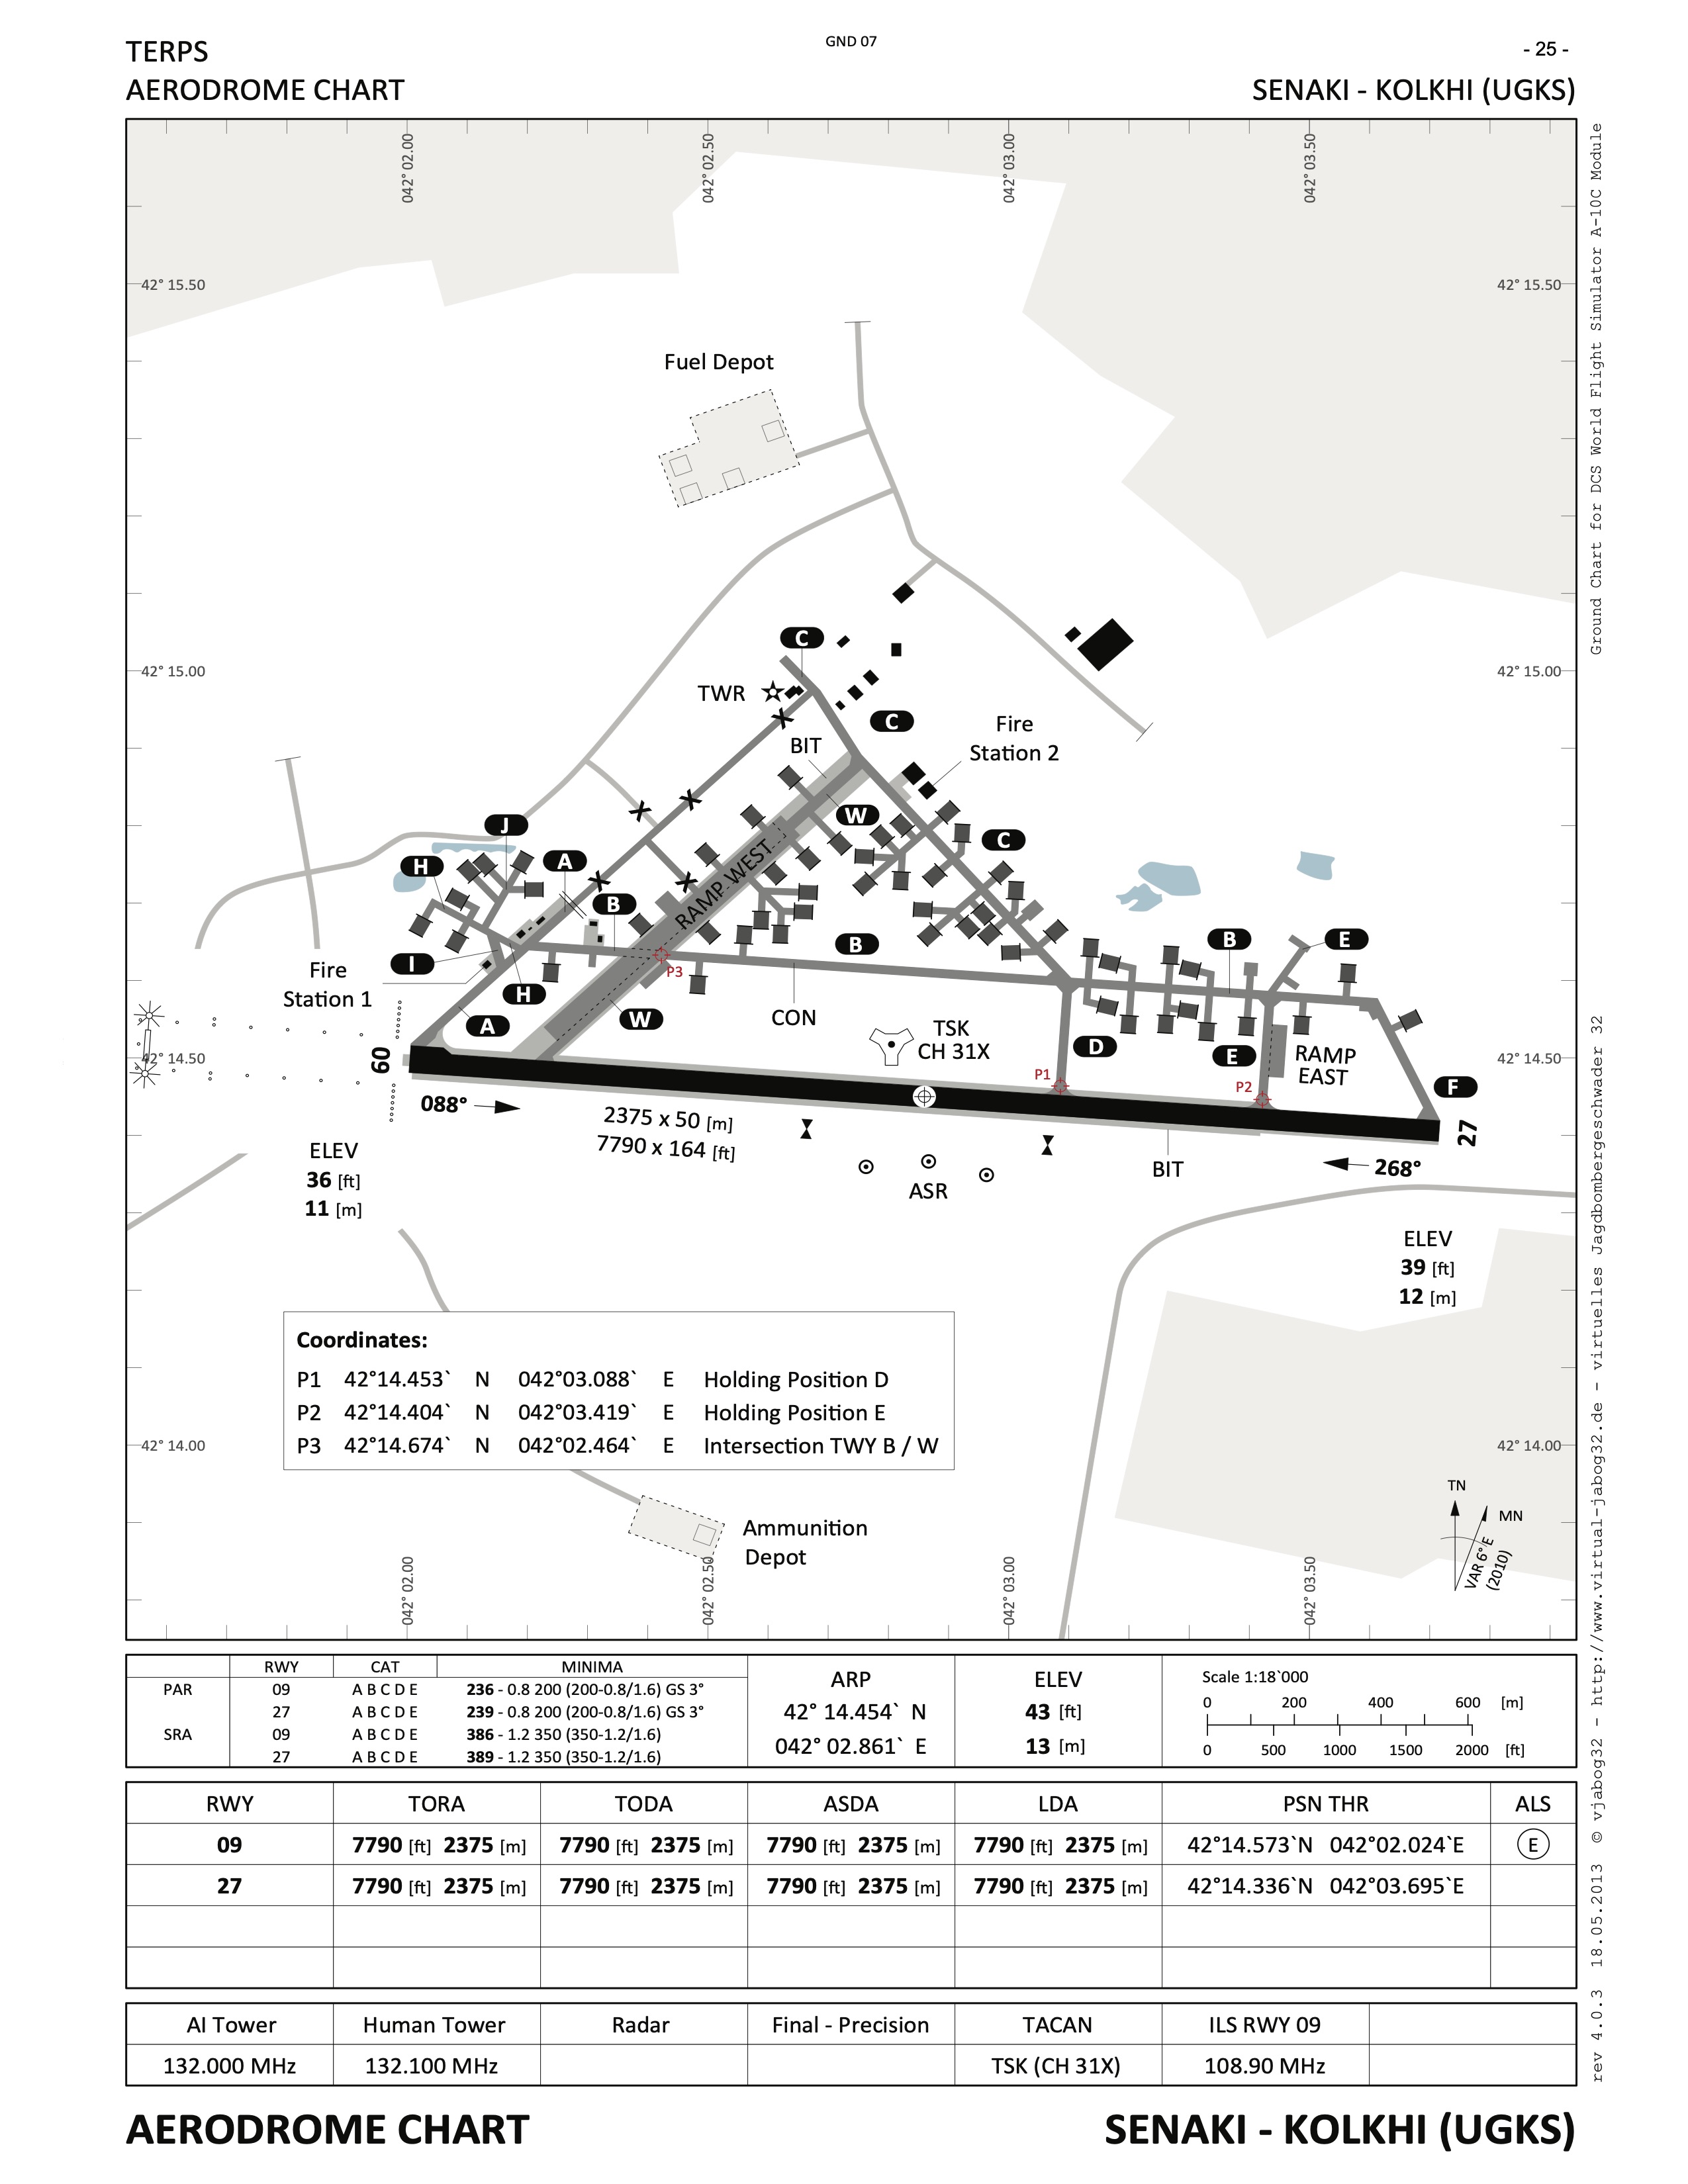 GND 07
TERPS
- 25 -
AERODROME CHART
SENAKI - KOLKHI (UGKS)
042° 02.00
042° 02.50
042° 03.00
042° 03.50
42° 15.50
42° 15.50
Fuel Depot
42° 15.00
42° 15.00
C
TWR
C
Fire
Station 2
BIT
W
J
C
A
H
RAMP WEST
B
B
B
E
I
P3
Fire
Station 1
H
W
CON
A
TSK
CH 31X
D
E
RAMP
EAST
09
42° 14.50
42° 14.50
P1
P2
F
088°
2375 x 50 [m]
7790 x 164 [ft]
27
BIT
268°
ASR
ELEV
36 [ft]
11 [m]
ELEV
39 [ft]
12 [m]
Coordinates:
P1 42°14.453` N 042°03.088` E Holding Position D
P2 42°14.404` N 042°03.419` E Holding Position E
P3 42°14.674` N 042°02.464` E Intersection TWY B / W
42° 14.00
42° 14.00
TN
MN
VAR 6° E
(2010)
Ammunition
Depot
042° 02.00
042° 02.50
042° 03.00
042° 03.50
RWY CAT MINIMA
PAR 09 A B C D E 236 - 0.8 200 (200-0.8/1.6) GS 3°
27 A B C D E 239 - 0.8 200 (200-0.8/1.6) GS 3°
SRA 09 A B C D E 386 - 1.2 350 (350-1.2/1.6)
27 A B C D E 389 - 1.2 350 (350-1.2/1.6)
ARP
42° 14.454` N
042° 02.861` E
ELEV
43 [ft]
13 [m]
Scale 1:18`000
0 200 400 600 [m]
0 500 1000 1500 2000 [ft]
RWY TORA TODA ASDA LDA PSN THR ALS
09 7790 [ft] 2375 [m] 7790 [ft] 2375 [m] 7790 [ft] 2375 [m] 7790 [ft] 2375 [m] 42°14.573`N 042°02.024`E E
27 7790 [ft] 2375 [m] 7790 [ft] 2375 [m] 7790 [ft] 2375 [m] 7790 [ft] 2375 [m] 42°14.336`N 042°03.695`E
AI Tower Human Tower Radar Final - Precision TACAN ILS RWY 09
132.000 MHz 132.100 MHz TSK (CH 31X) 108.90 MHz
AERODROME CHART
SENAKI - KOLKHI (UGKS)
rev 4.0.3 18.05.2013 © vjabog32 - http://www.virtual-jabog32.de - virtuelles Jagdbombergeschwader 32
Ground Chart for DCS World Flight Simulator A-10C Module